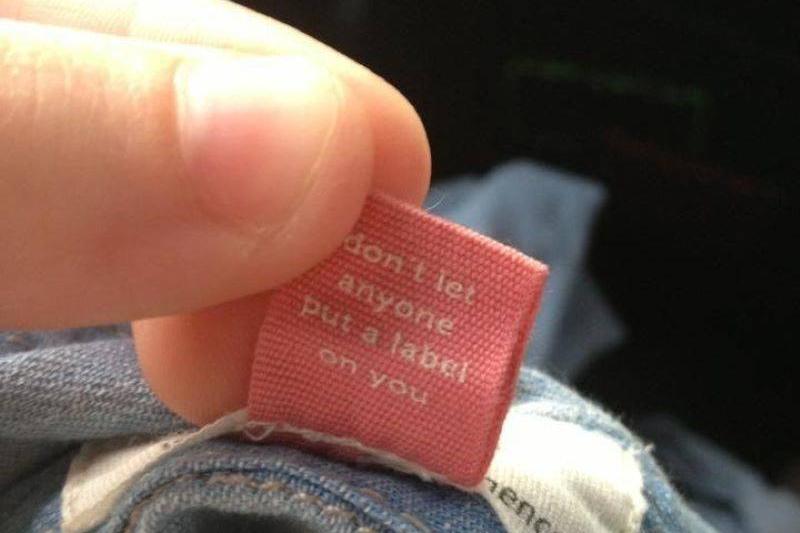 don't let
anyone
put a label
on you